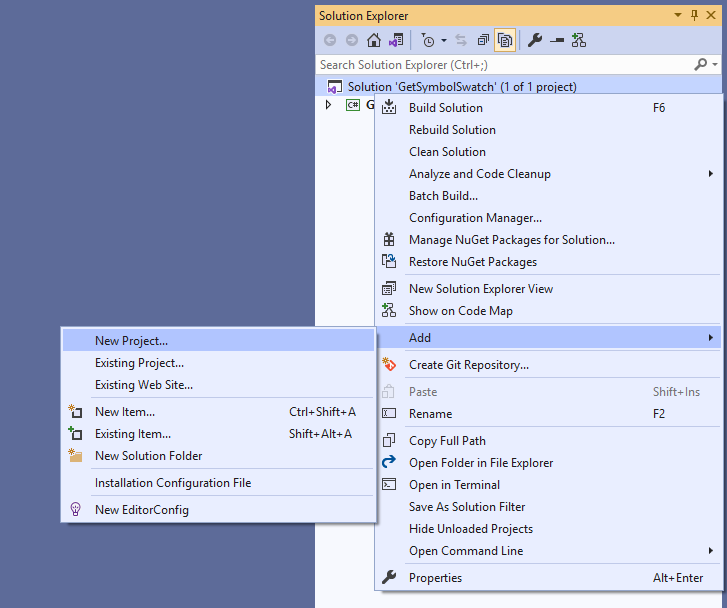 Solution Explorer
Search Solution Explorer (Ctrl+;)
Solution 'GetSymbolSwatch' (1 of 1 project)
C# G
Build Solution F6
Rebuild Solution
Clean Solution
Analyze and Code Cleanup
Batch Build...
Configuration Manager...
Manage NuGet Packages for Solution...
Restore NuGet Packages
New Solution Explorer View
Show on Code Map
Add
Create Git Repository...
Paste Shift+Ins
Rename F2
Copy Full Path
Open Folder in File Explorer
Open in Terminal
Save As Solution Filter
Hide Unloaded Projects
Open Command Line
Properties Alt+Enter
New Project...
Existing Project...
Existing Web Site...
New Item... Ctrl+Shift+A
Existing Item... Shift+Alt+A
New Solution Folder
Installation Configuration File
New EditorConfig